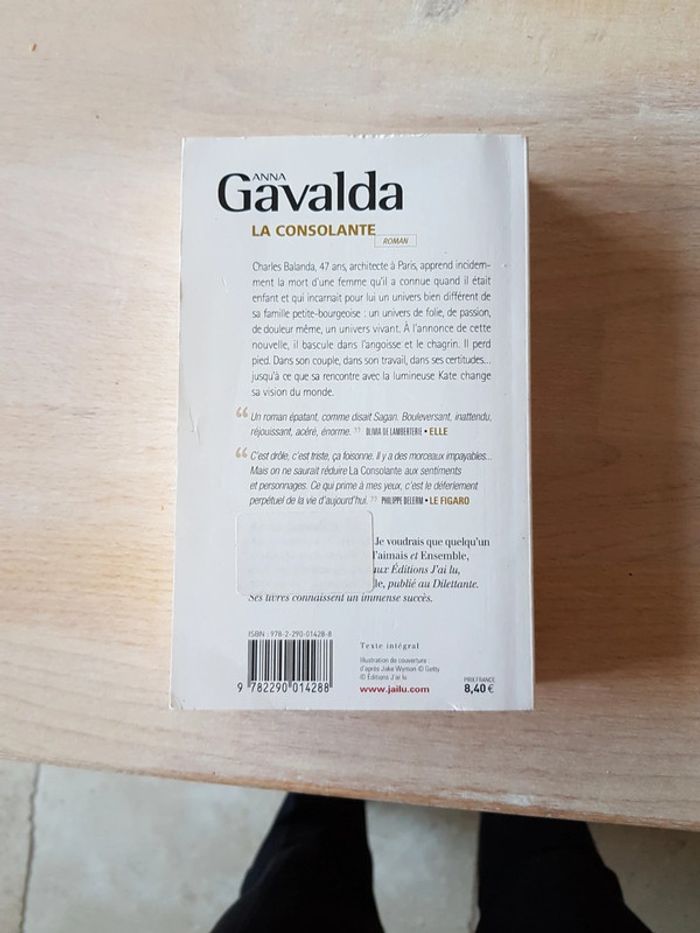 ANNA
Gavalda
LA CONSOLANTE
ROMAN
Charles Balanda, 47 ans, architecte à Paris, apprend incidem-
ment la mort d'une femme qu'il a connue quand il était
enfant et qui incarnait pour lui un univers bien différent de
sa famille petite-bourgeoise : un univers de folie, de passion,
de douleur même, un univers vivant. À l'annonce de cette
nouvelle, il bascule dans l'angoisse et le chagrin. Il perd
pied. Dans son couple, dans son travail, dans ses certitudes...
jusqu'à ce que sa rencontre avec la lumineuse Kate change
sa vision du monde.
“ Un roman épatant, comme disait Sagan. Bouleversant, inattendu,
réjouissant, acéré, énorme. ” OLIVIA DE LAMBERTERIE • ELLE
“ C'est drôle, c'est triste, ça foisonne. Il y a des morceaux impayables...
Mais on ne saurait réduire La Consolante aux sentiments
et personnages. Ce qui prime à mes yeux, c'est le déferlement
perpétuel de la vie d'aujourd'hui. ” PHILIPPE DELERM • LE FIGARO
Je voudrais que quelqu'un
l'aimais et Ensemble,
aux Éditions J'ai lu,
le, publié au Dilettante.
Ses livres connaissent un immense succès.
ISBN : 978-2-290-01428-8
9 782290 014288
Texte intégral
Illustration de couverture :
d'après Jake Wyman © Getty
© Éditions J'ai lu
www.jailu.com
PRIX FRANCE
8,40 €